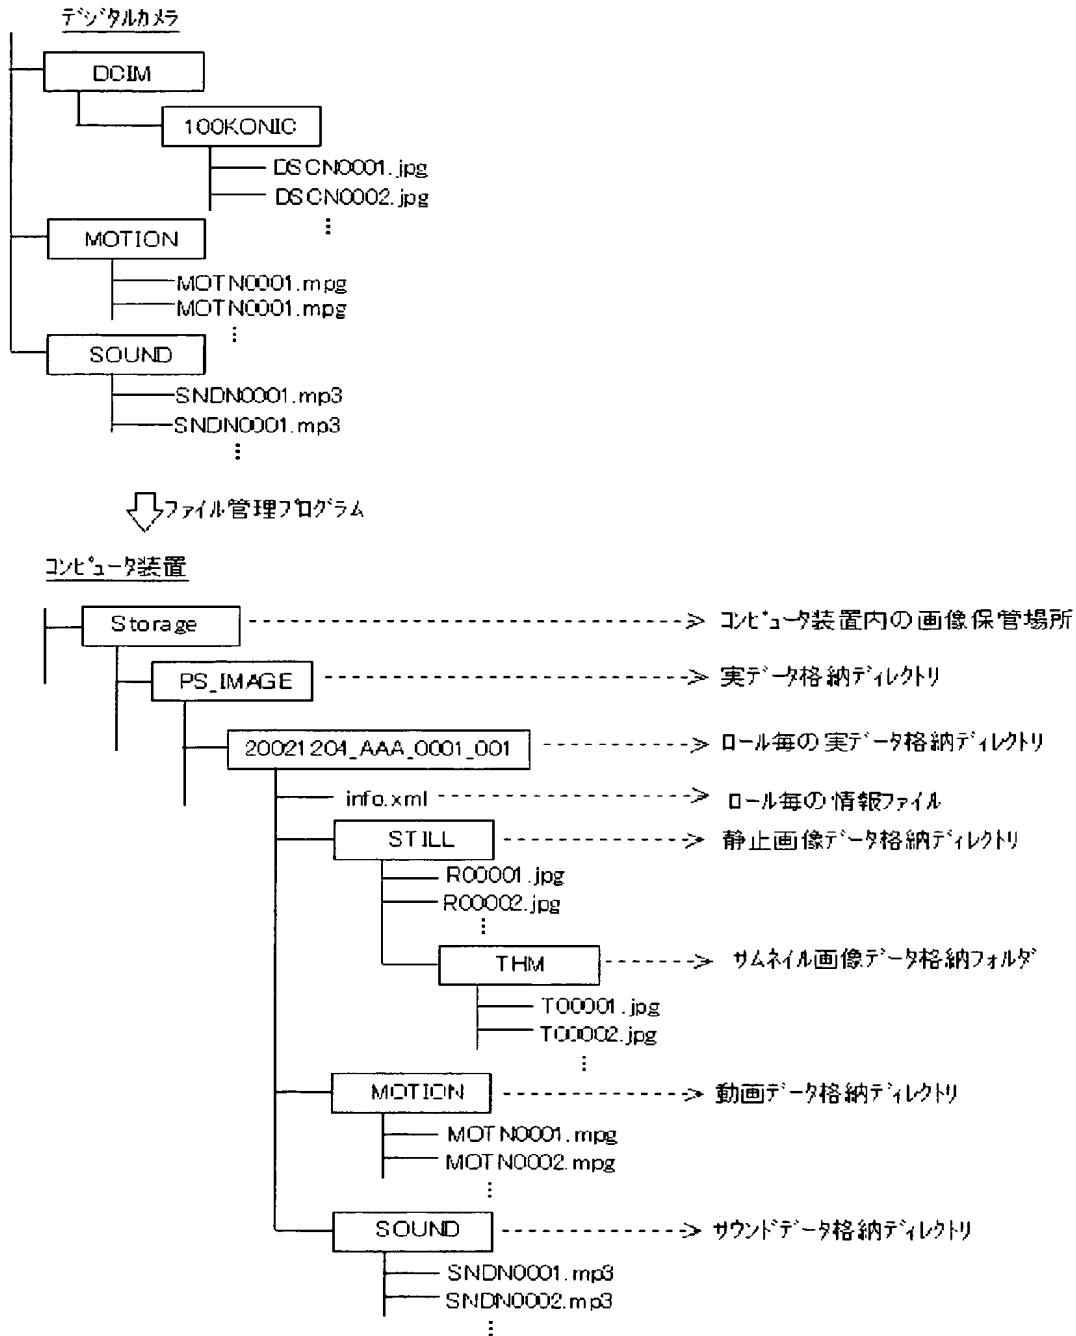 デジタルカメラ
DCIM
100KONIC
DSCN0001.jpg
DSCN0002.jpg
⋮
MOTION
MOTN0001.mpg
MOTN0001.mpg
⋮
SOUND
SNDN0001.mp3
SNDN0001.mp3
⋮
ファイル管理プログラム
コンピュータ装置
Storage
コンピュータ装置内の画像保管場所
PS_IMAGE
実データ格納ディレクトリ
20021204_AAA_0001_001
ロール毎の実データ格納ディレクトリ
info.xml
ロール毎の情報ファイル
STILL
静止画像データ格納ディレクトリ
R00001.jpg
R00002.jpg
⋮
THM
サムネイル画像データ格納フォルダ
T00001.jpg
T00002.jpg
⋮
MOTION
動画データ格納ディレクトリ
MOTN0001.mpg
MOTN0002.mpg
⋮
SOUND
サウンドデータ格納ディレクトリ
SNDN0001.mp3
SNDN0002.mp3
⋮